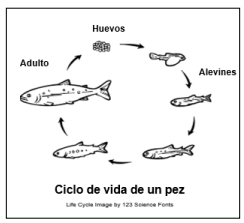 Huevos
Adulto
Alevines
Ciclo de vida de un pez
Life Cycle Image by 123 Science Fonts